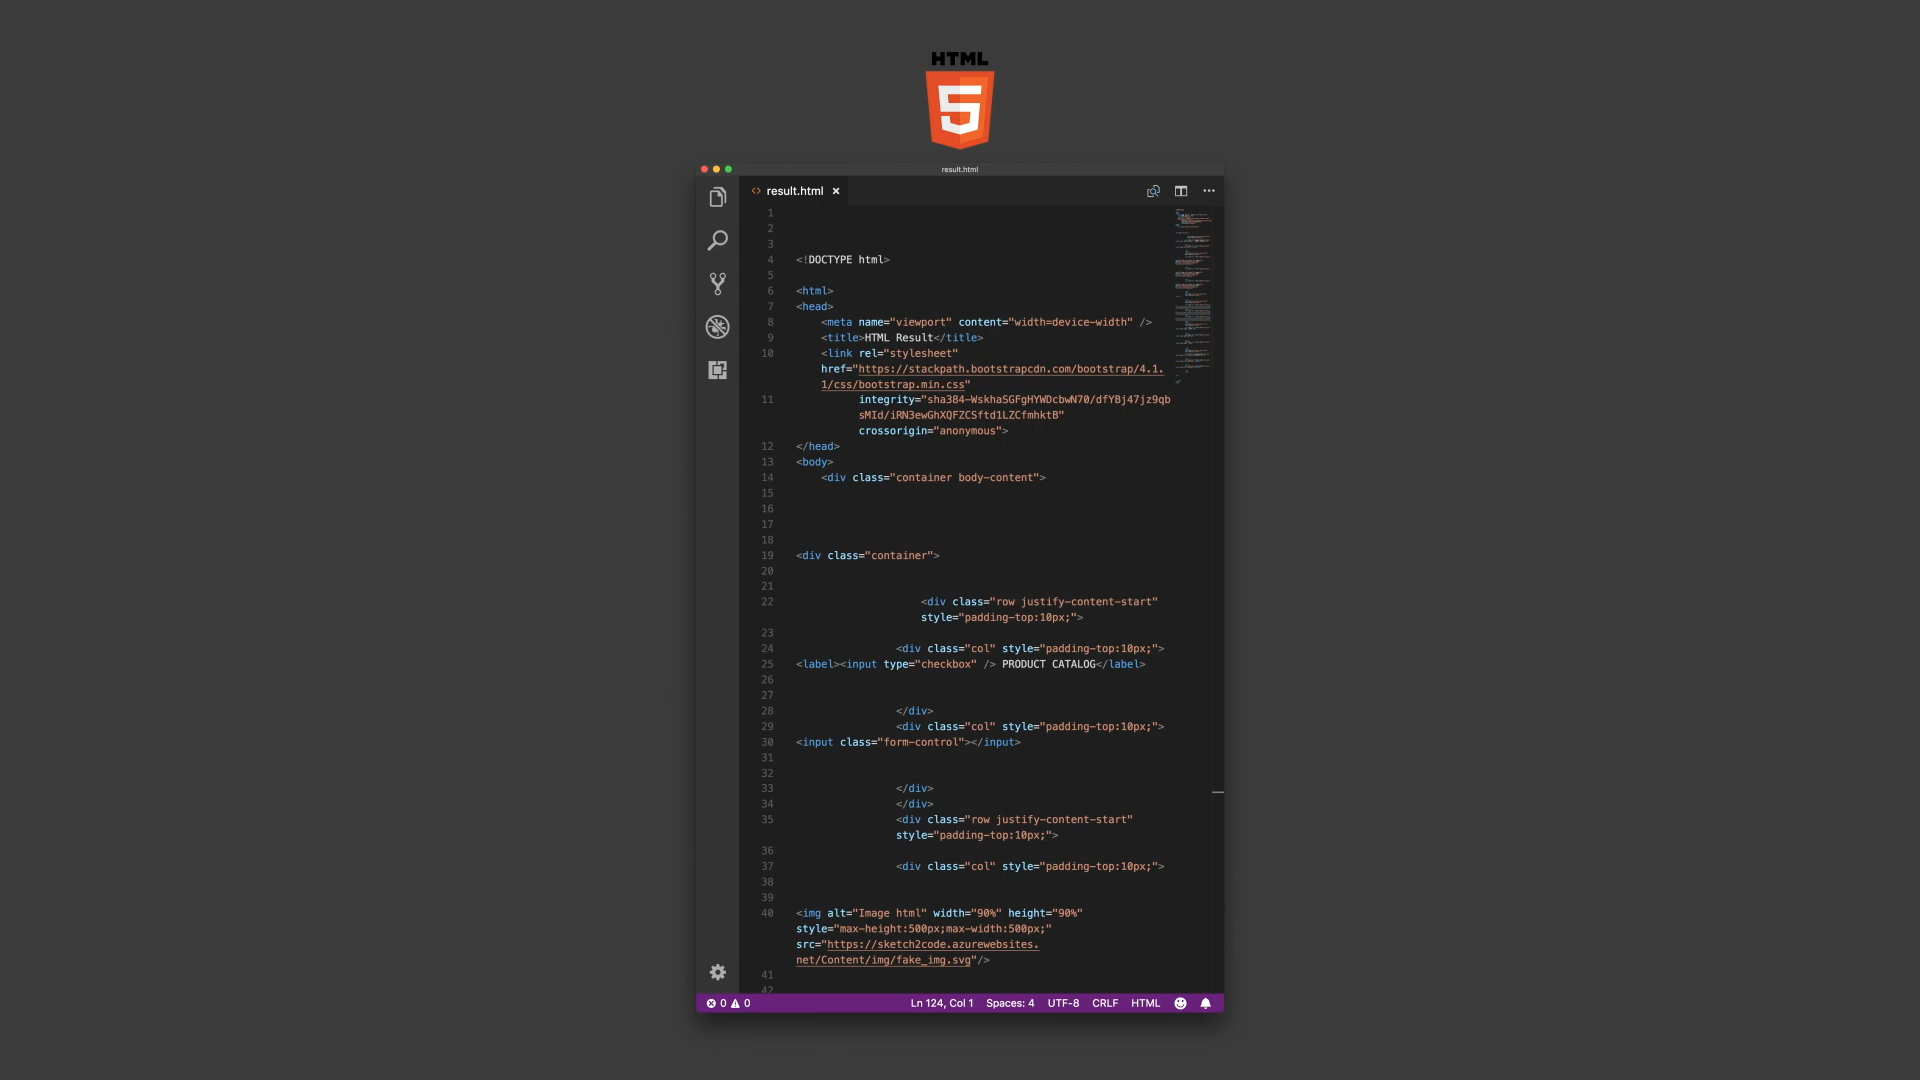 HTML
5
result.html
result.html
1
2
3
4 <!DOCTYPE html>
5
6 <html>
7 <head>
8 <meta name="viewport" content="width=device-width" />
9 <title>HTML Result</title>
10 <link rel="stylesheet"
href="https://stackpath.bootstrapcdn.com/bootstrap/4.1.
1/css/bootstrap.min.css"
11 integrity="sha384-WskhaSGFgHYWDcbwN70/dfYBj47jz9qb
sMId/iRN3ewGhXQFZCSftd1LZCfmhktB"
crossorigin="anonymous">
12 </head>
13 <body>
14 <div class="container body-content">
15
16
17
18
19 <div class="container">
20
21
22 <div class="row justify-content-start"
style="padding-top:10px;">
23
24 <div class="col" style="padding-top:10px;">
25 <label><input type="checkbox" /> PRODUCT CATALOG</label>
26
27
28 </div>
29 <div class="col" style="padding-top:10px;">
30 <input class="form-control"></input>
31
32
33 </div>
34 </div>
35 <div class="row justify-content-start"
style="padding-top:10px;">
36
37 <div class="col" style="padding-top:10px;">
38
39
40 <img alt="Image html" width="90%" height="90%"
style="max-height:500px;max-width:500px;"
src="https://sketch2code.azurewebsites.
net/Content/img/fake_img.svg"/>
41
42
0 0 Ln 124, Col 1 Spaces: 4 UTF-8 CRLF HTML